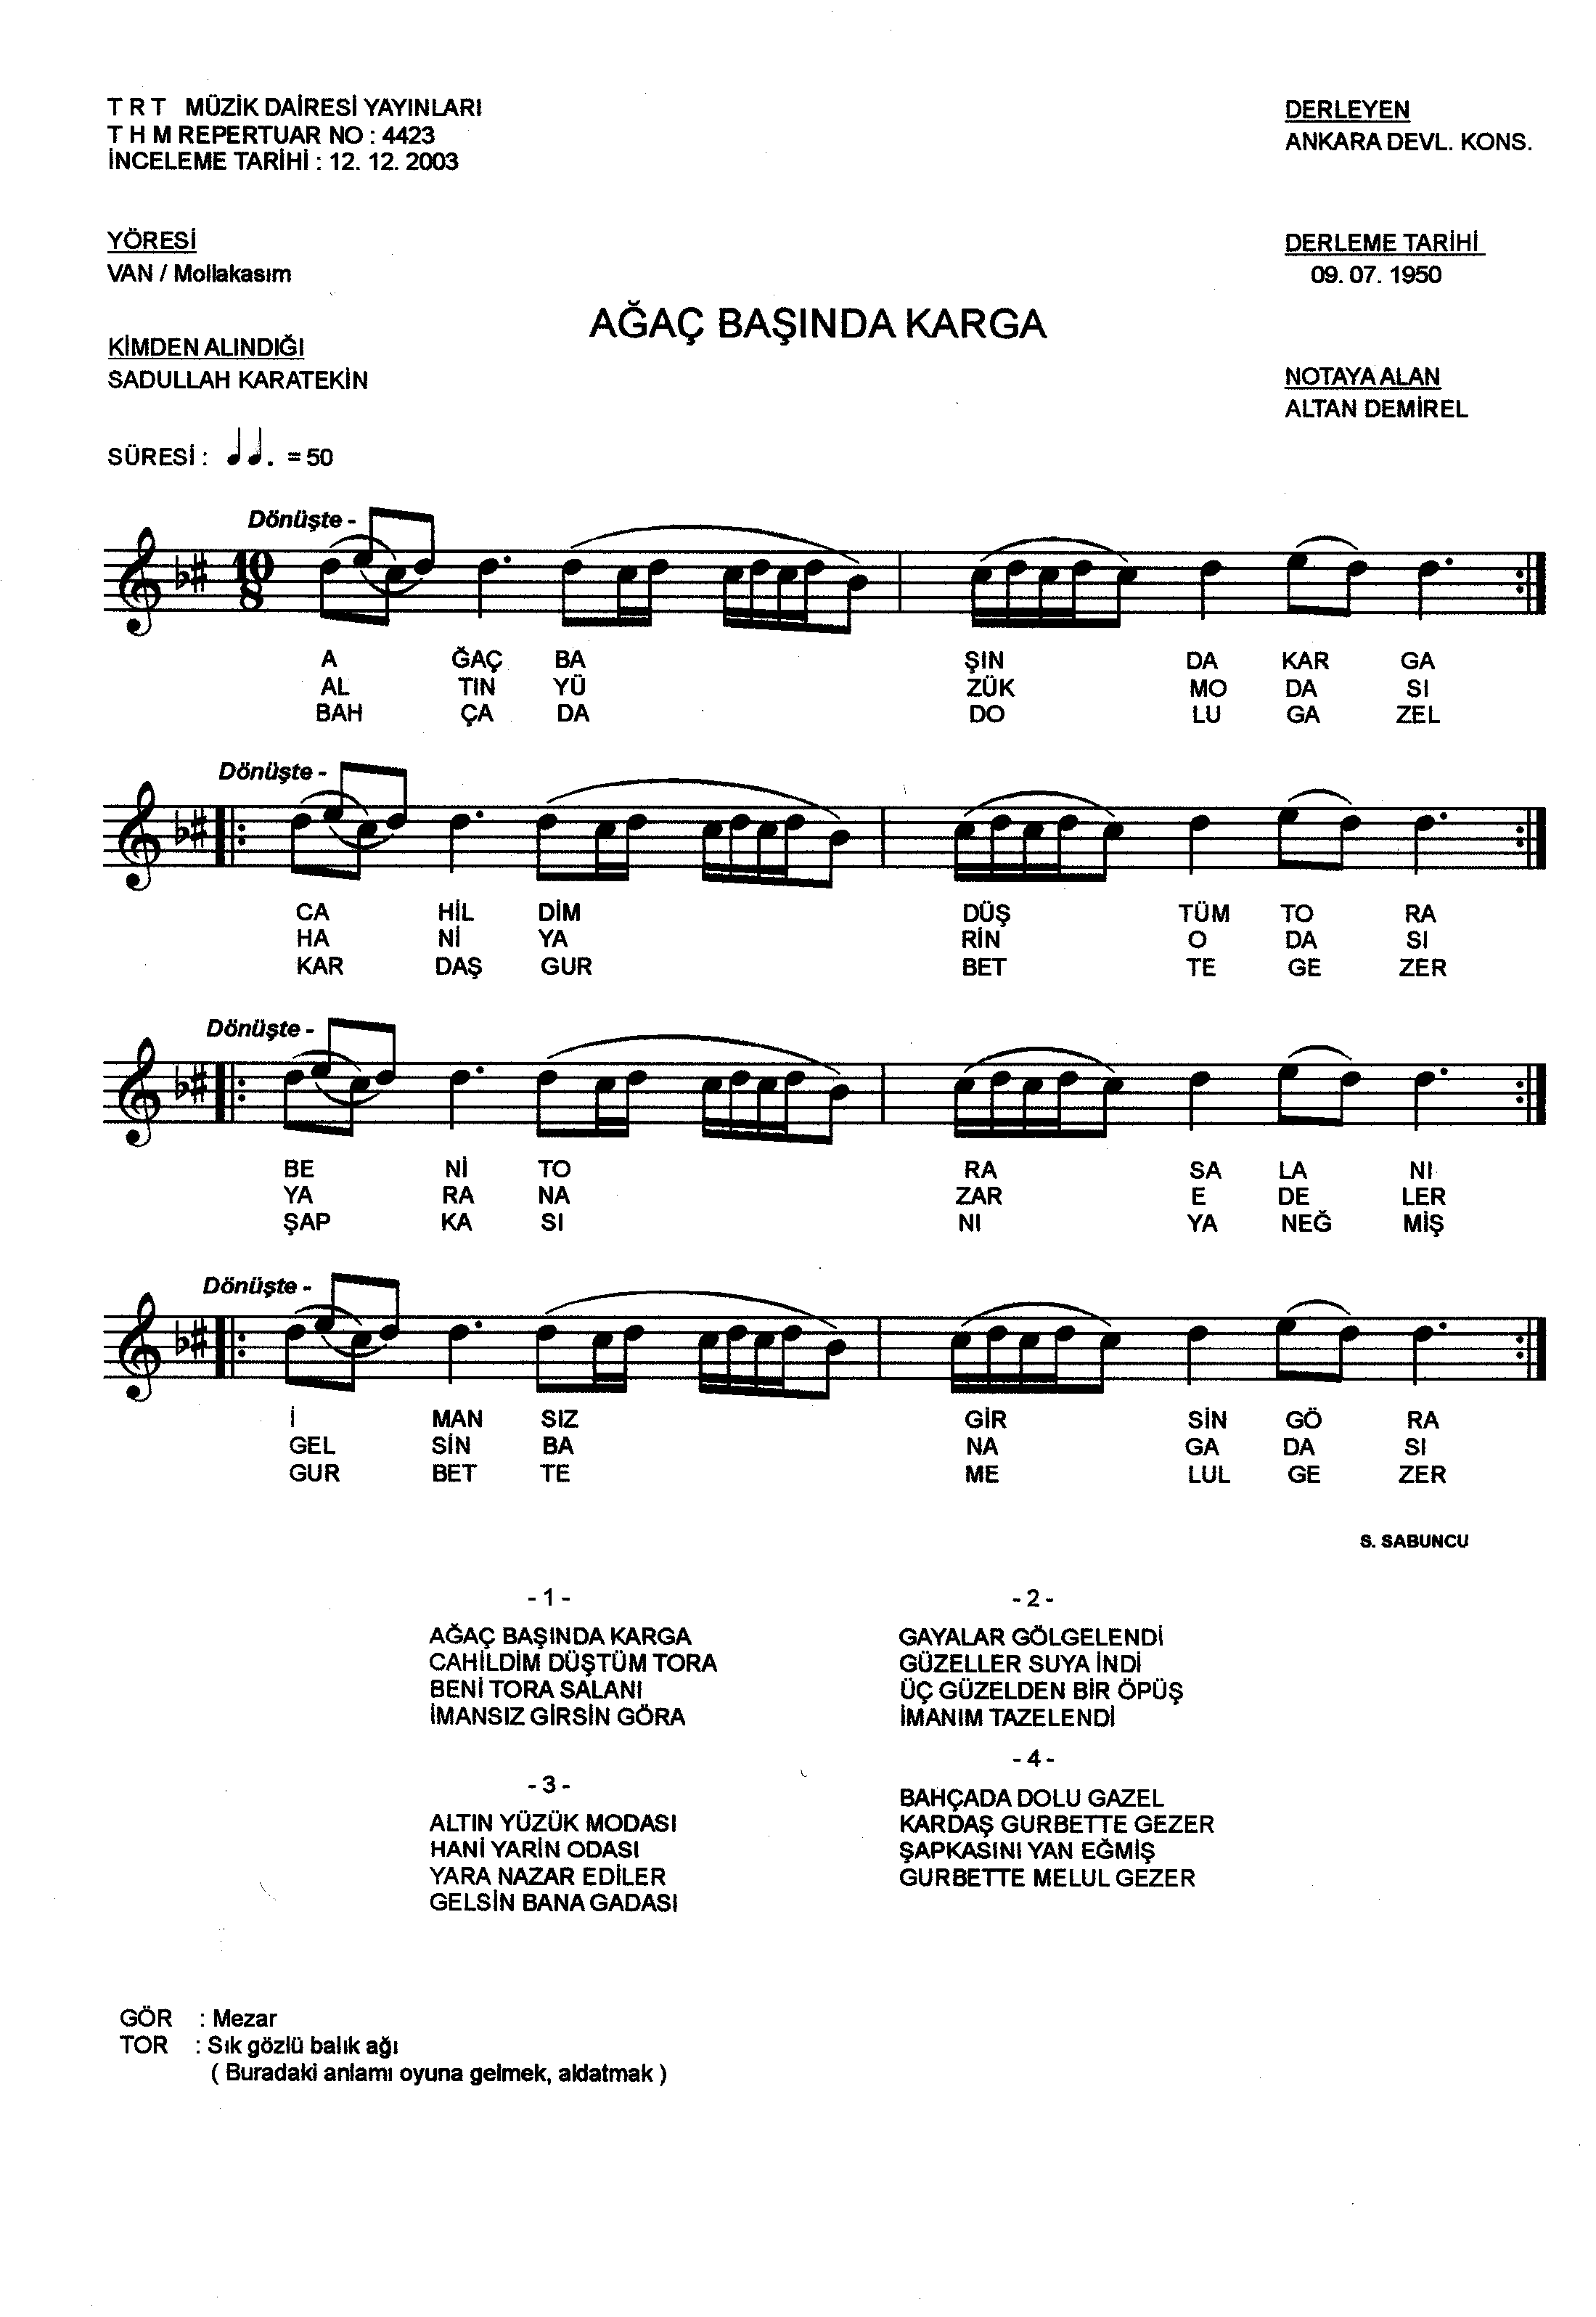 T R T MÜZİK DAİRESİ YAYINLARI
T H M REPERTUAR NO : 4423
İNCELEME TARİHİ : 12. 12. 2003
DERLEYEN
ANKARA DEVL. KONS.
YÖRESİ
VAN / Mollakasım
DERLEME TARİHİ
09. 07. 1950
AĞAÇ BAŞINDA KARGA
KİMDEN ALINDIĞI
SADULLAH KARATEKİN
NOTAYA ALAN
ALTAN DEMİREL
SÜRESİ : = 50
Dönüşte -
10
8
A ĞAÇ BA ŞIN DA KAR GA
AL TIN YÜ ZÜK MO DA SI
BAH ÇA DA DO LU GA ZEL
Dönüşte -
CA HİL DİM DÜŞ TÜM TO RA
HA Nİ YA RİN O DA SI
KAR DAŞ GUR BET TE GE ZER
Dönüşte -
BE Nİ TO RA SA LA NI
YA RA NA ZAR E DE LER
ŞAP KA SI NI YA NEĞ MİŞ
Dönüşte -
İ MAN SIZ GİR SİN GÖ RA
GEL SİN BA NA GA DA SI
GUR BET TE ME LUL GE ZER
S. SABUNCU
- 1 -
AĞAÇ BAŞINDA KARGA
CAHİLDİM DÜŞTÜM TORA
BENİ TORA SALANI
İMANSIZ GİRSİN GÖRA
- 2 -
GAYALAR GÖLGELENDİ
GÜZELLER SUYA İNDİ
ÜÇ GÜZELDEN BİR ÖPÜŞ
İMANIM TAZELENDİ
- 3 -
ALTIN YÜZÜK MODASI
HANİ YARİN ODASI
YARA NAZAR EDİLER
GELSİN BANA GADASI
- 4 -
BAHÇADA DOLU GAZEL
KARDAŞ GURBETTE GEZER
ŞAPKASINI YAN EĞMİŞ
GURBETTE MELUL GEZER
GÖR : Mezar
TOR : Sık gözlü balık ağı
( Buradaki anlamı oyuna gelmek, aldatmak )